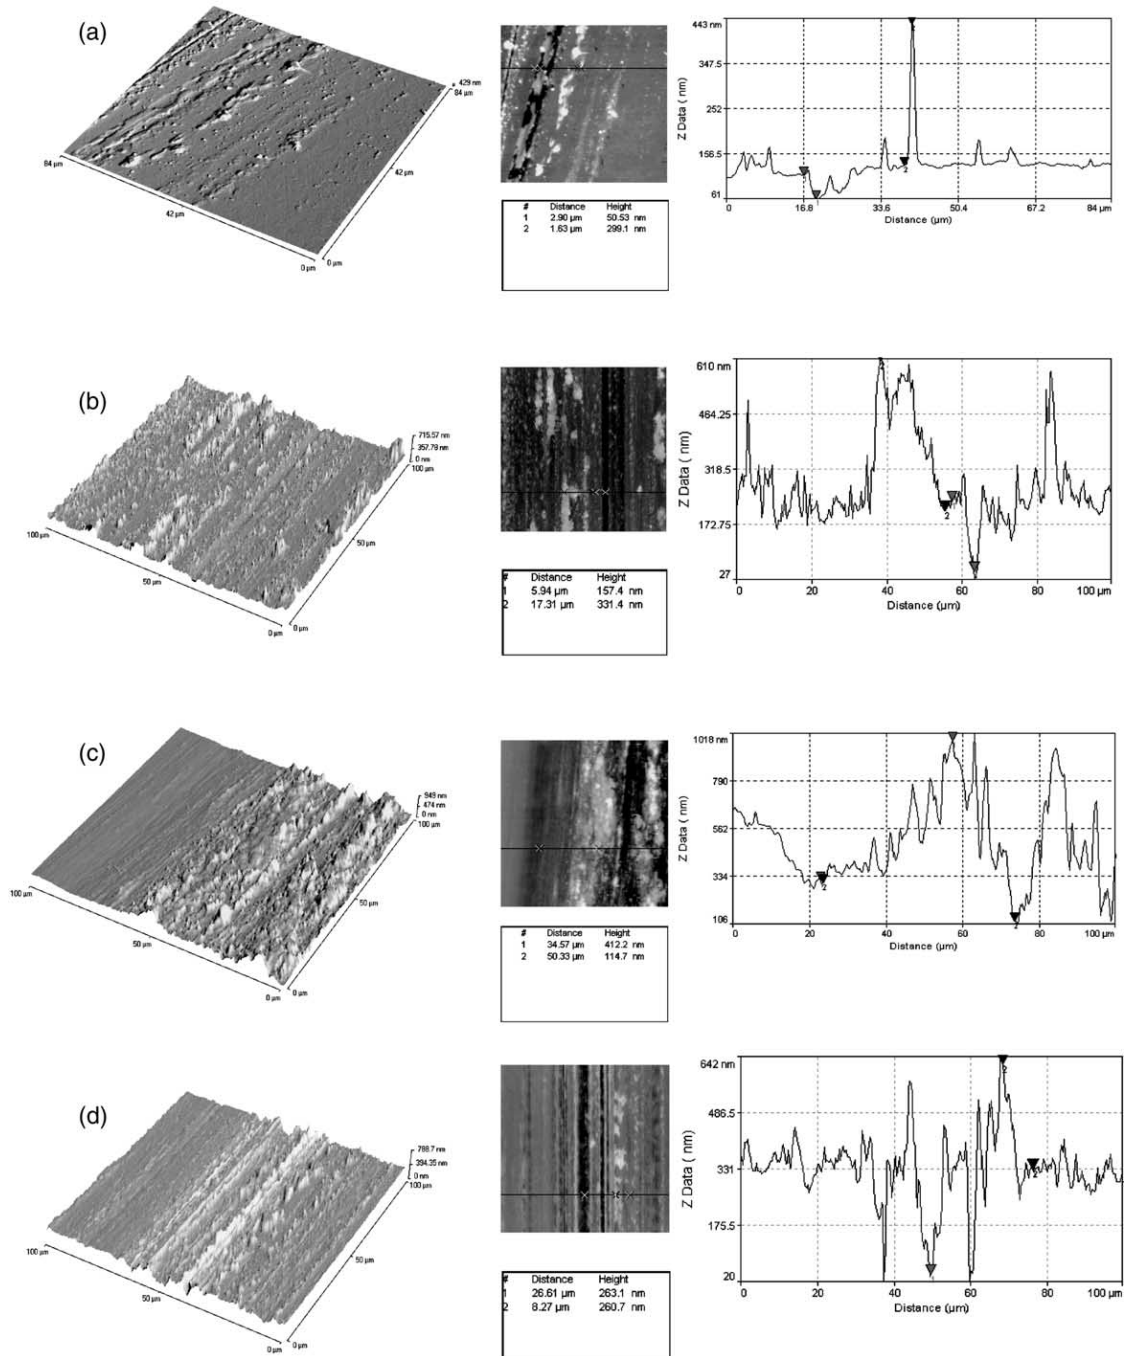 (a)
429 nm
84 µm
84 µm
42 µm
42 µm
0 µm
0 µm
# Distance Height
1 2.90 µm 50.53 nm
2 1.63 µm 299.1 nm
443 nm
347.5
252
156.5
61
Z Data ( nm)
2
0 16.8 33.6 50.4 67.2 84 µm
Distance (µm)
(b)
715.57 nm
357.78 nm
0 nm
100 µm
100 µm
50 µm
50 µm
0 µm
0 µm
# Distance Height
1 5.94 µm 157.4 nm
2 17.31 µm 331.4 nm
610 nm
464.25
318.5
172.75
27
Z Data ( nm)
2
0 20 40 60 80 100 µm
Distance (µm)
(c)
949 nm
474 nm
0 nm
100 µm
100 µm
50 µm
50 µm
0 µm
0 µm
# Distance Height
1 34.57 µm 412.2 nm
2 50.33 µm 114.7 nm
1018 nm
790
562
334
106
Z Data ( nm)
2
2
0 20 40 60 80 100 µm
Distance (µm)
(d)
788.7 nm
394.35 nm
0 nm
100 µm
100 µm
50 µm
50 µm
0 µm
0 µm
# Distance Height
1 26.61 µm 263.1 nm
2 8.27 µm 260.7 nm
642 nm
486.5
331
175.5
20
Z Data ( nm)
2
2
0 20 40 60 80 100 µm
Distance (µm)